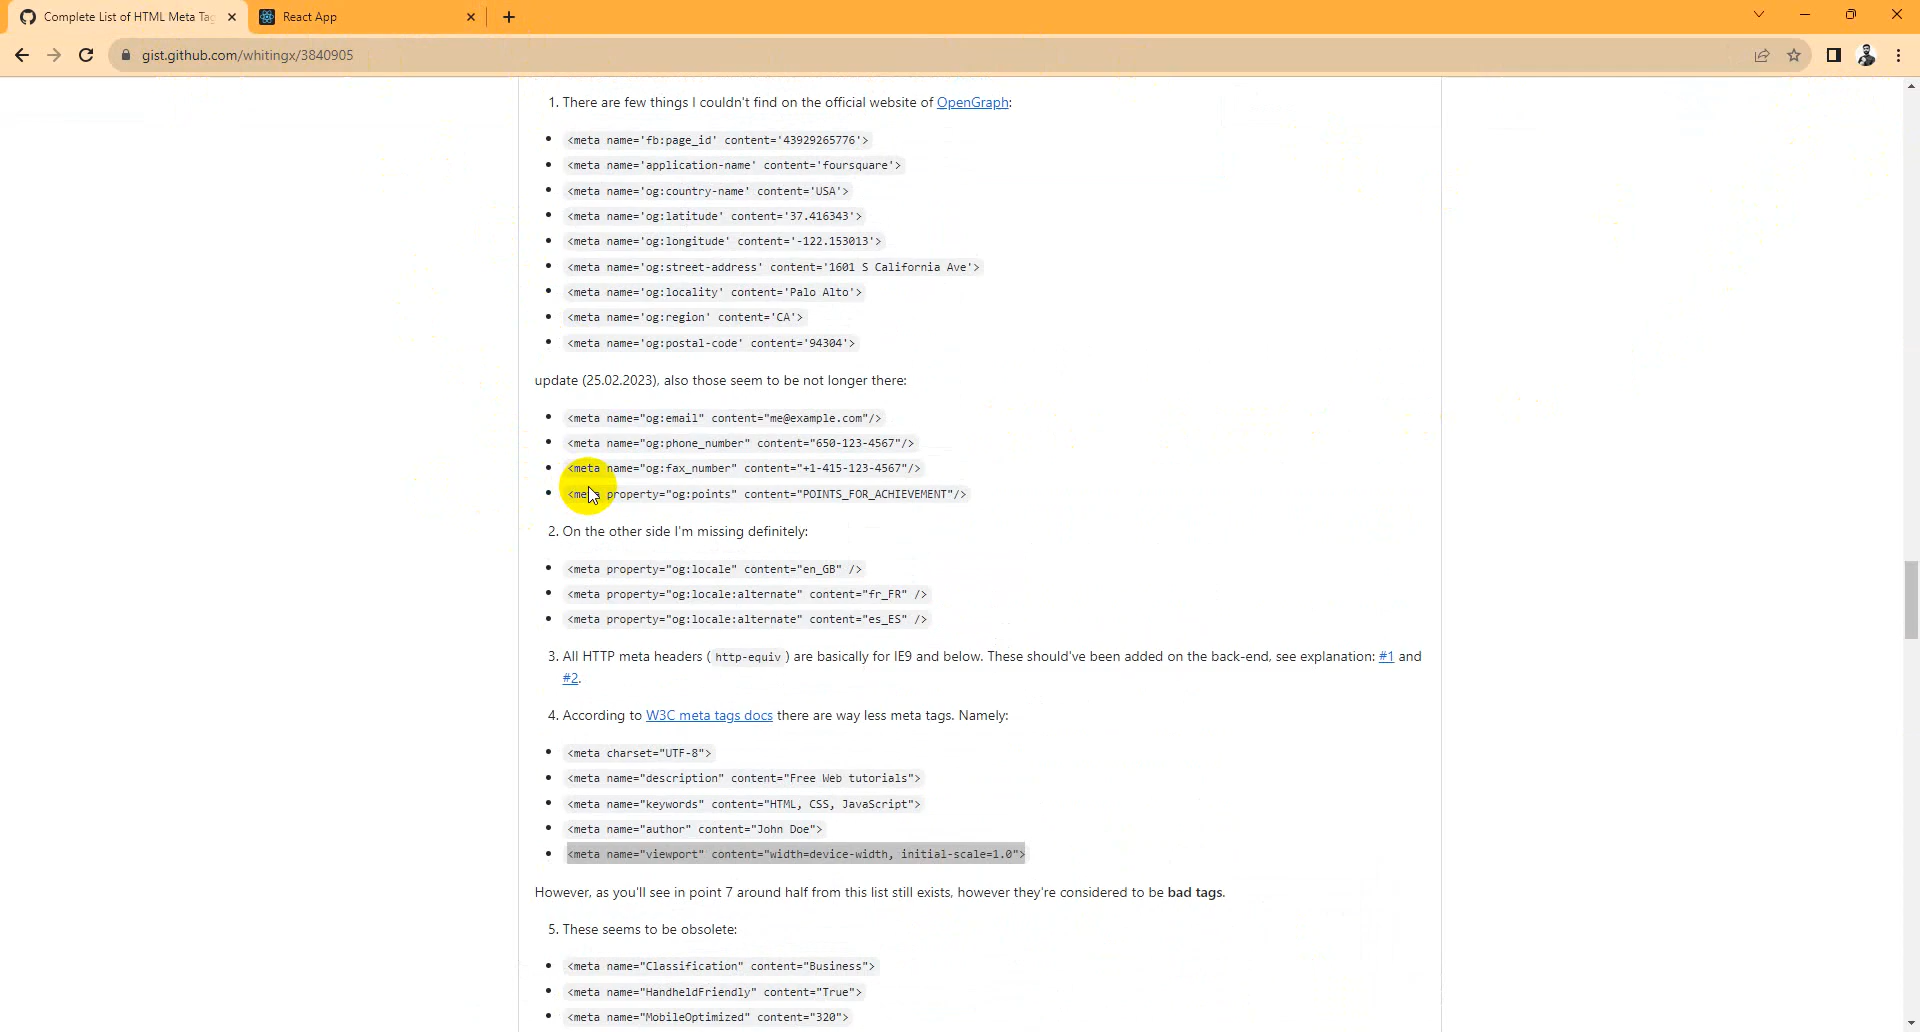 Complete List of HTML Meta Tag
React App
gist.github.com/whitingx/3840905
1. There are few things I couldn't find on the official website of OpenGraph:
<meta name='fb:page_id' content='43929265776'>
<meta name='application-name' content='foursquare'>
<meta name='og:country-name' content='USA'>
<meta name='og:latitude' content='37.416343'>
<meta name='og:longitude' content='-122.153013'>
<meta name='og:street-address' content='1601 S California Ave'>
<meta name='og:locality' content='Palo Alto'>
<meta name='og:region' content='CA'>
<meta name='og:postal-code' content='94304'>
update (25.02.2023), also those seem to be not longer there:
<meta name="og:email" content="me@example.com"/>
<meta name="og:phone_number" content="650-123-4567"/>
<meta name="og:fax_number" content="+1-415-123-4567"/>
<meta property="og:points" content="POINTS_FOR_ACHIEVEMENT"/>
2. On the other side I'm missing definitely:
<meta property="og:locale" content="en_GB" />
<meta property="og:locale:alternate" content="fr_FR" />
<meta property="og:locale:alternate" content="es_ES" />
3. All HTTP meta headers ( http-equiv ) are basically for IE9 and below. These should've been added on the back-end, see explanation: #1 and
#2.
4. According to W3C meta tags docs there are way less meta tags. Namely:
<meta charset="UTF-8">
<meta name="description" content="Free Web tutorials">
<meta name="keywords" content="HTML, CSS, JavaScript">
<meta name="author" content="John Doe">
<meta name="viewport" content="width=device-width, initial-scale=1.0">
However, as you'll see in point 7 around half from this list still exists, however they're considered to be bad tags.
5. These seems to be obsolete:
<meta name="Classification" content="Business">
<meta name="HandheldFriendly" content="True">
<meta name="MobileOptimized" content="320">